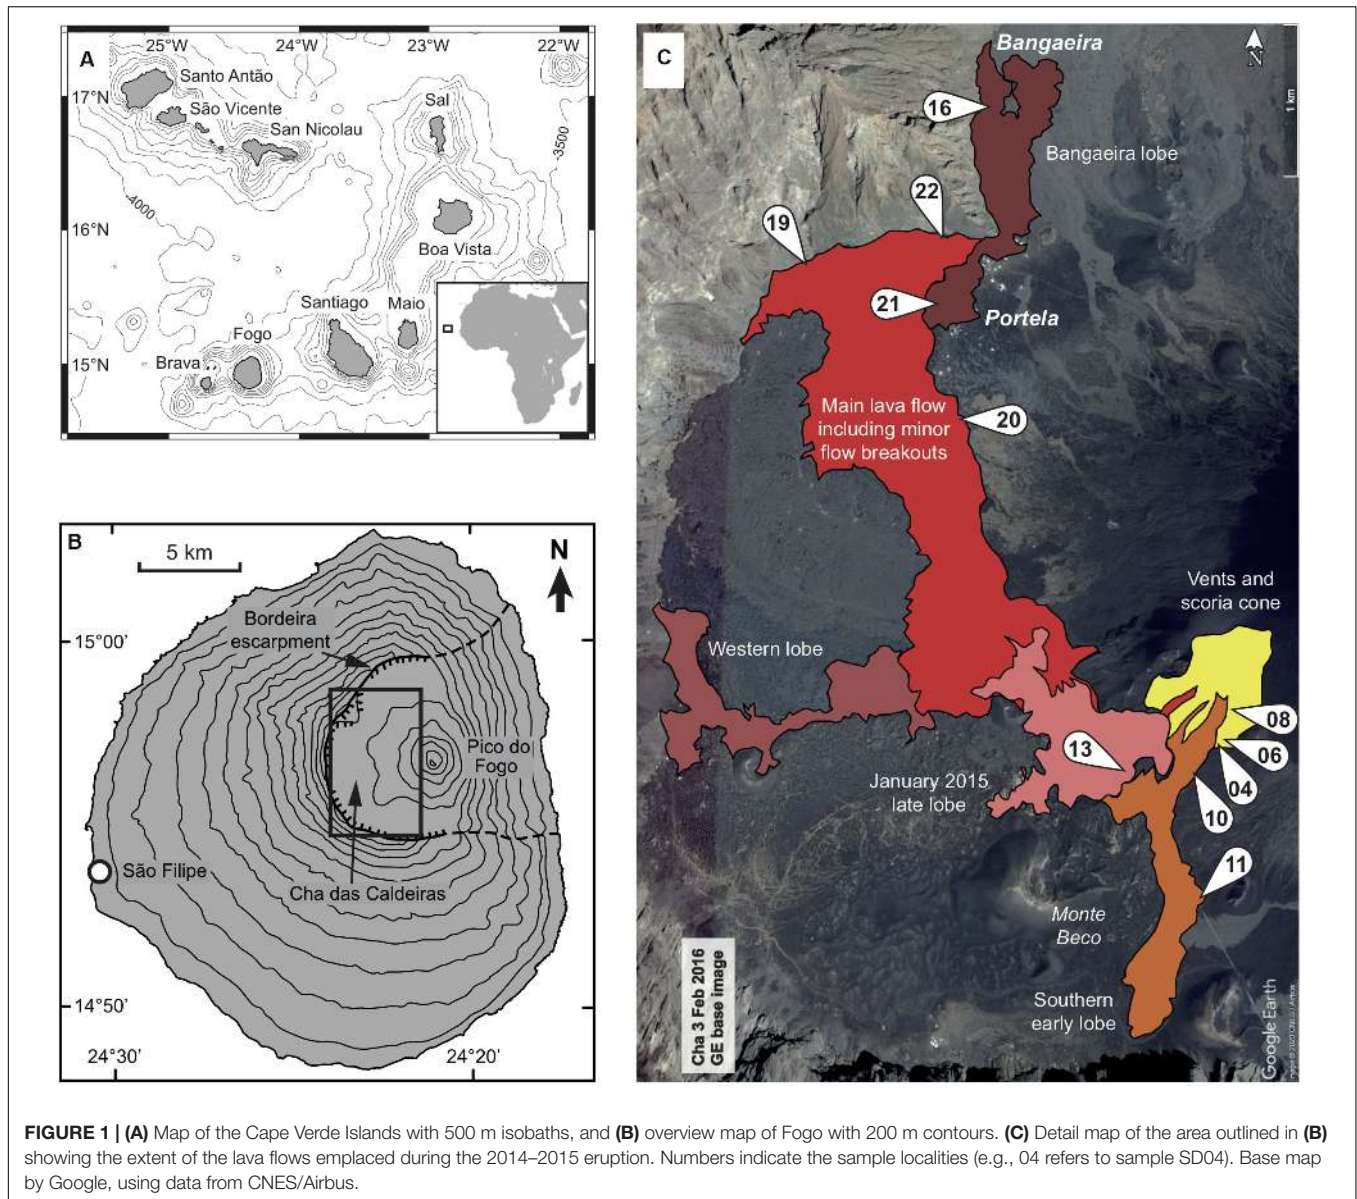 A
25°W
24°W
23°W
22°W
17°N
16°N
15°N
Santo Antão
São Vicente
San Nicolau
Sal
Boa Vista
-3500
-4000
Santiago
Maio
Fogo
Brava
B
5 km
N
15°00'
14°50'
24°30'
24°20'
Bordeira
escarpment
Pico do
Fogo
Cha das Caldeiras
São Filipe
C
Bangaeira
N
1 km
16
Bangaeira lobe
22
19
21
Portela
20
Main lava flow
including minor
flow breakouts
Vents and
scoria cone
Western lobe
08
06
04
10
13
January 2015
late lobe
11
Monte
Beco
Southern
early lobe
Cha 3 Feb 2016
GE base image
Google Earth
FIGURE 1 | (A) Map of the Cape Verde Islands with 500 m isobaths, and (B) overview map of Fogo with 200 m contours. (C) Detail map of the area outlined in (B)
showing the extent of the lava flows emplaced during the 2014–2015 eruption. Numbers indicate the sample localities (e.g., 04 refers to sample SD04). Base map
by Google, using data from CNES/Airbus.